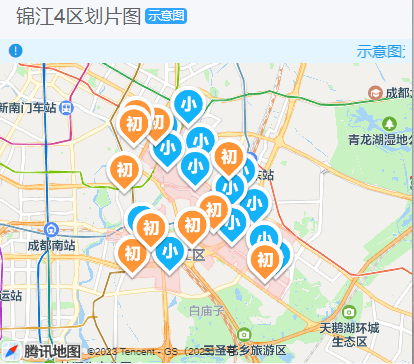 锦江4区划片图 示意图
示意图
成都
新南门车站
初
初
小
小
小
初
青龙湖湿地公
初
小
小
小
东站
小
成都南站
初
初
小
初
初
小
江区
小
初
运站
白庙子
天鹅湖环城
生态区
腾讯地图 ©2023 Tencent - GS (2023)
三圣花乡旅游区